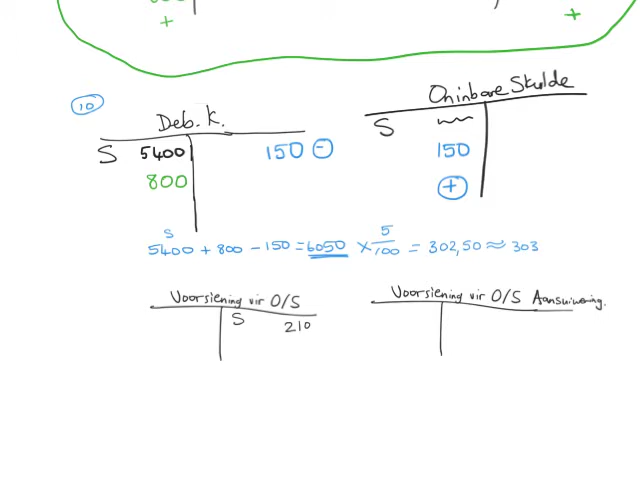 +
+
10
Deb. K.
Oninbare Skulde
S 5400
150 -
800
S
150
+
S
5400 + 800 - 150 = 6050 × 5/100 = 302,50 ≈ 303
Voorsiening vir O/S
S 210
Voorsiening vir O/S Aansuiwering.